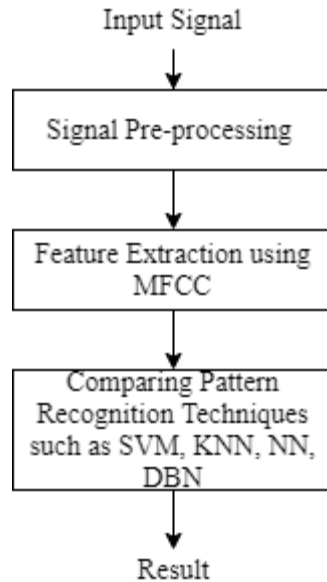 Input Signal
Signal Pre-processing
Feature Extraction using
MFCC
Comparing Pattern
Recognition Techniques
such as SVM, KNN, NN,
DBN
Result